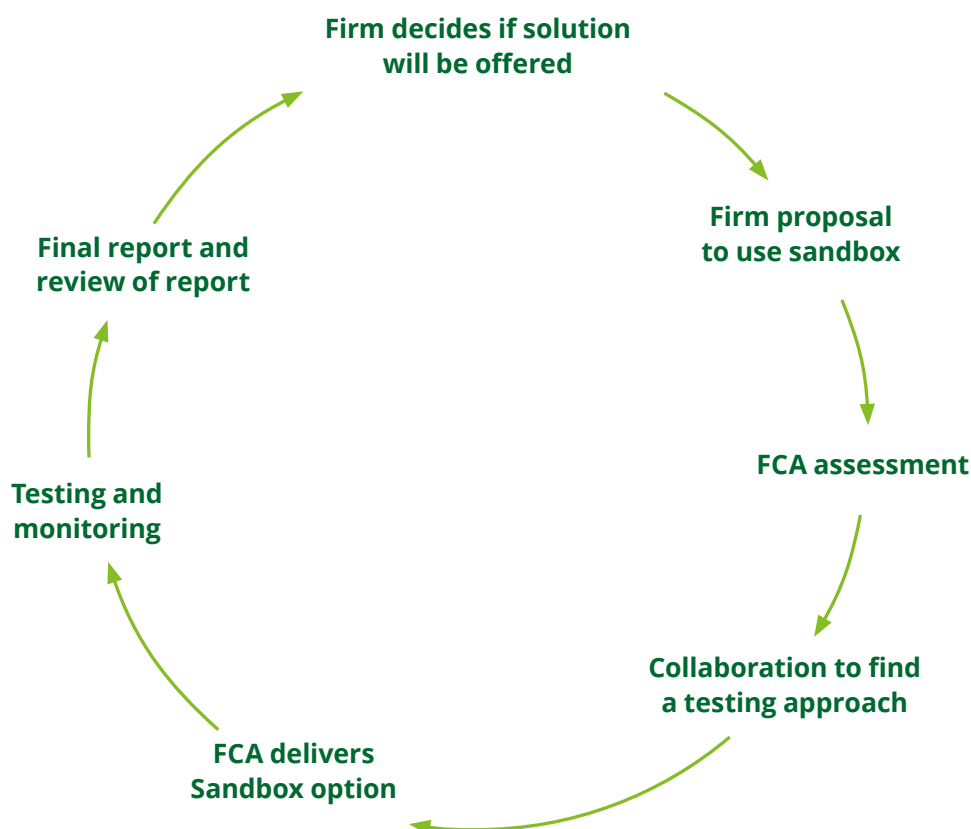 Firm decides if solution
will be offered
Firm proposal
to use sandbox
FCA assessment
Collaboration to find
a testing approach
FCA delivers
Sandbox option
Testing and
monitoring
Final report and
review of report